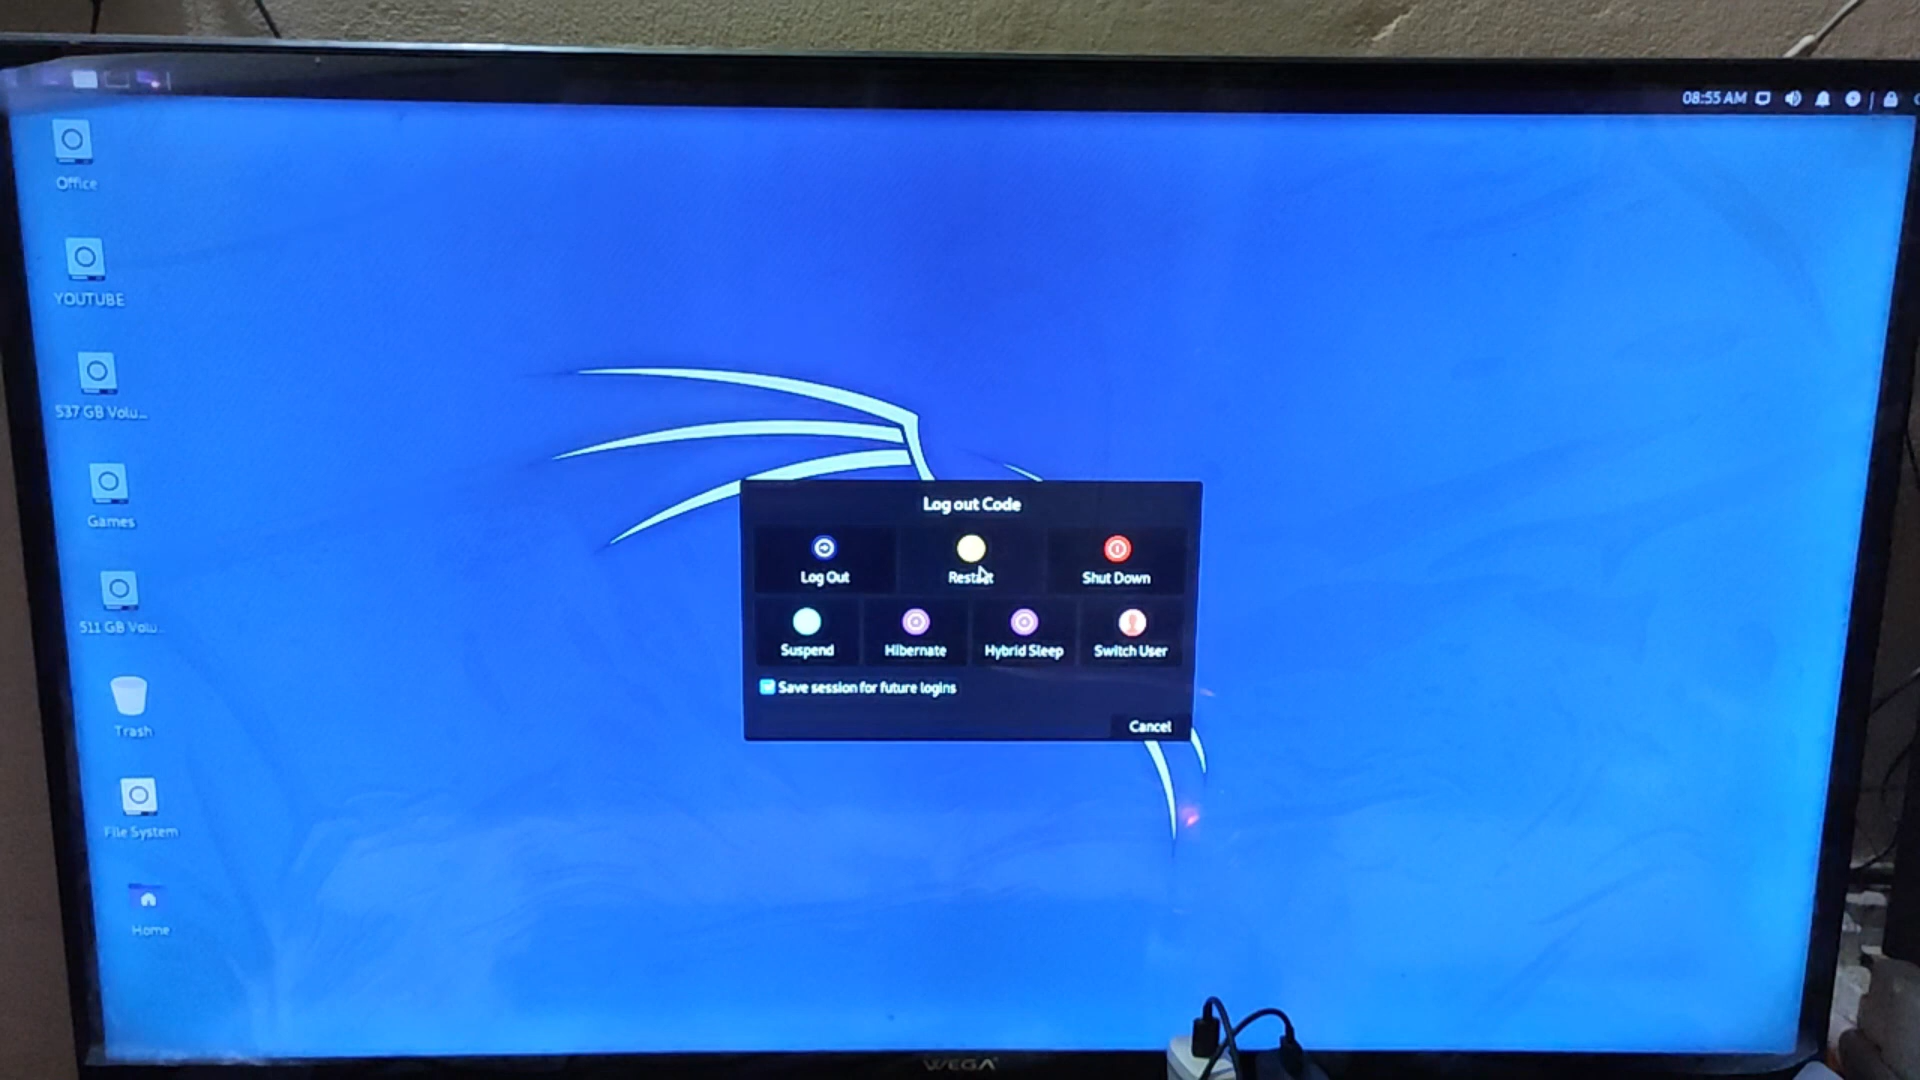 08:55 AM
Office
YOUTUBE
537 GB Volu...
Games
511 GB Volu...
Trash
File System
Home
Log out Code
Log Out
Restart
Shut Down
Suspend
Hibernate
Hybrid Sleep
Switch User
Save session for future logins
Cancel
WEGA